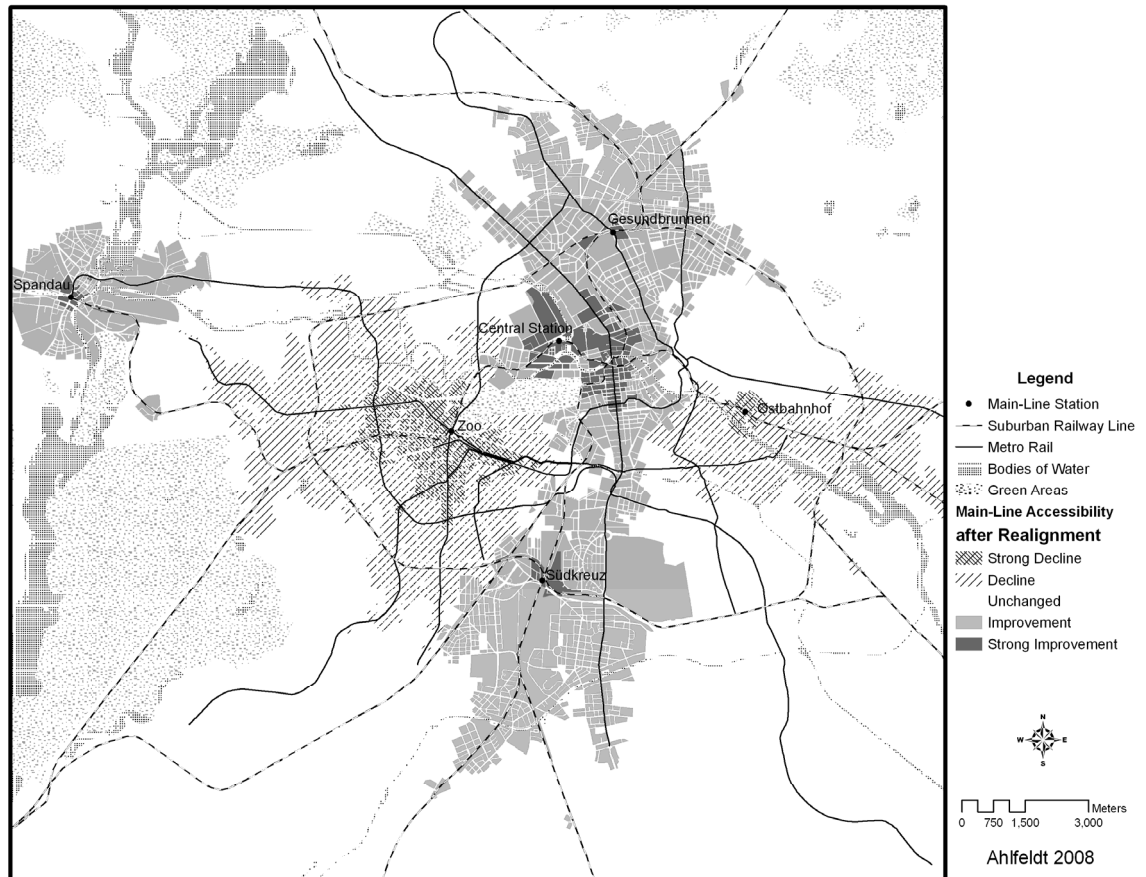 Gesundbrunnen
Spandau
Central Station
Ostbahnhof
Zoo
Südkreuz
Legend
Main-Line Station
Suburban Railway Line
Metro Rail
Bodies of Water
Green Areas
Main-Line Accessibility
after Realignment
Strong Decline
Decline
Unchanged
Improvement
Strong Improvement
N
W E
S
Meters
0 750 1,500 3,000
Ahlfeldt 2008